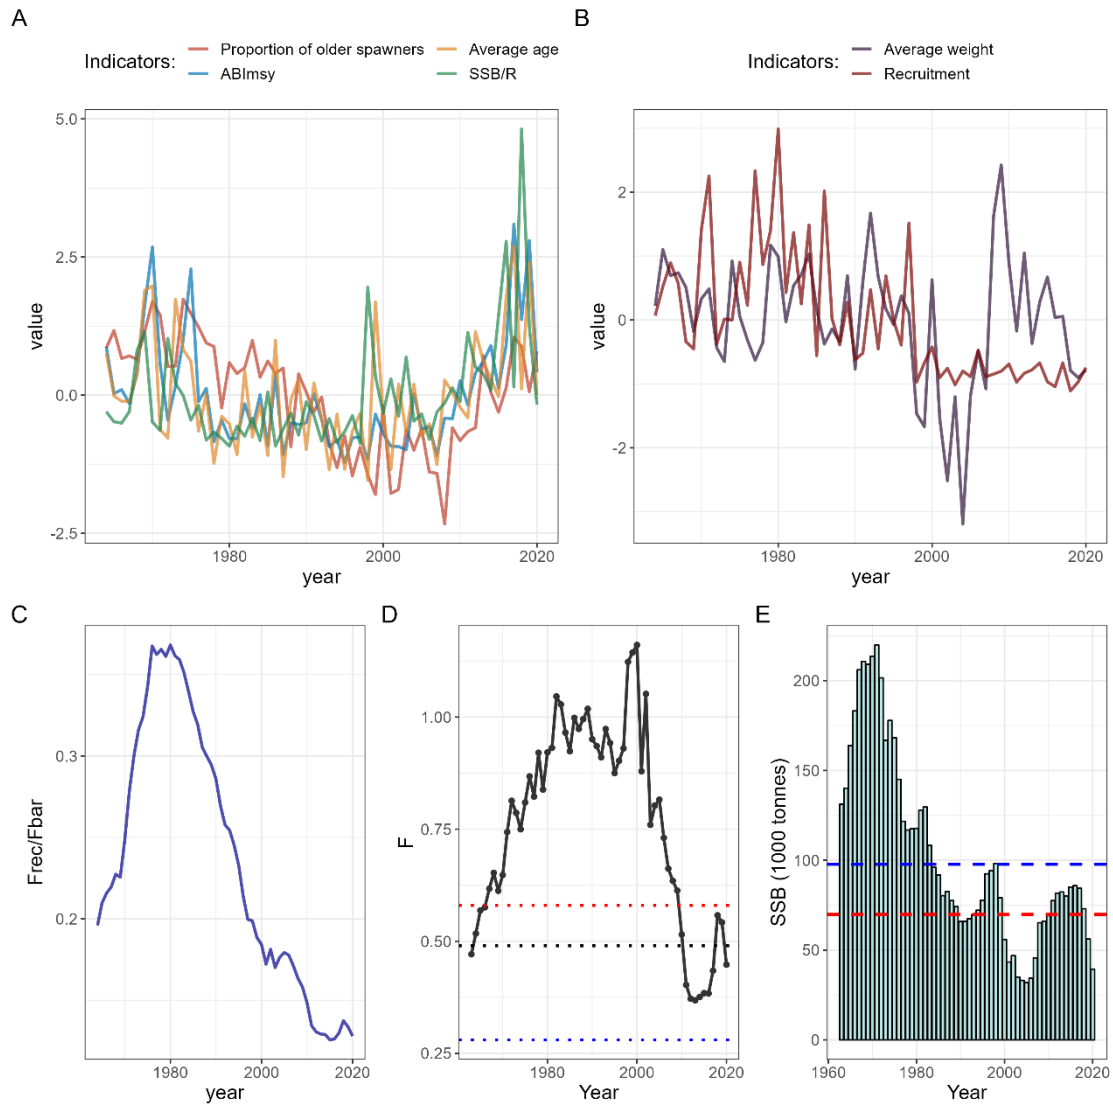 A
Indicators:
Proportion of older spawners
Average age
ABImsy
SSB/R
5.0
2.5
0.0
-2.5
value
1980
2000
2020
year
B
Indicators:
Average weight
Recruitment
2
0
-2
value
1980
2000
2020
year
C
0.3
0.2
Frec/Fbar
1980
2000
2020
year
D
1.00
0.75
0.50
0.25
F
1980
2000
2020
Year
E
200
150
100
50
0
SSB (1000 tonnes)
1960
1980
2000
2020
Year